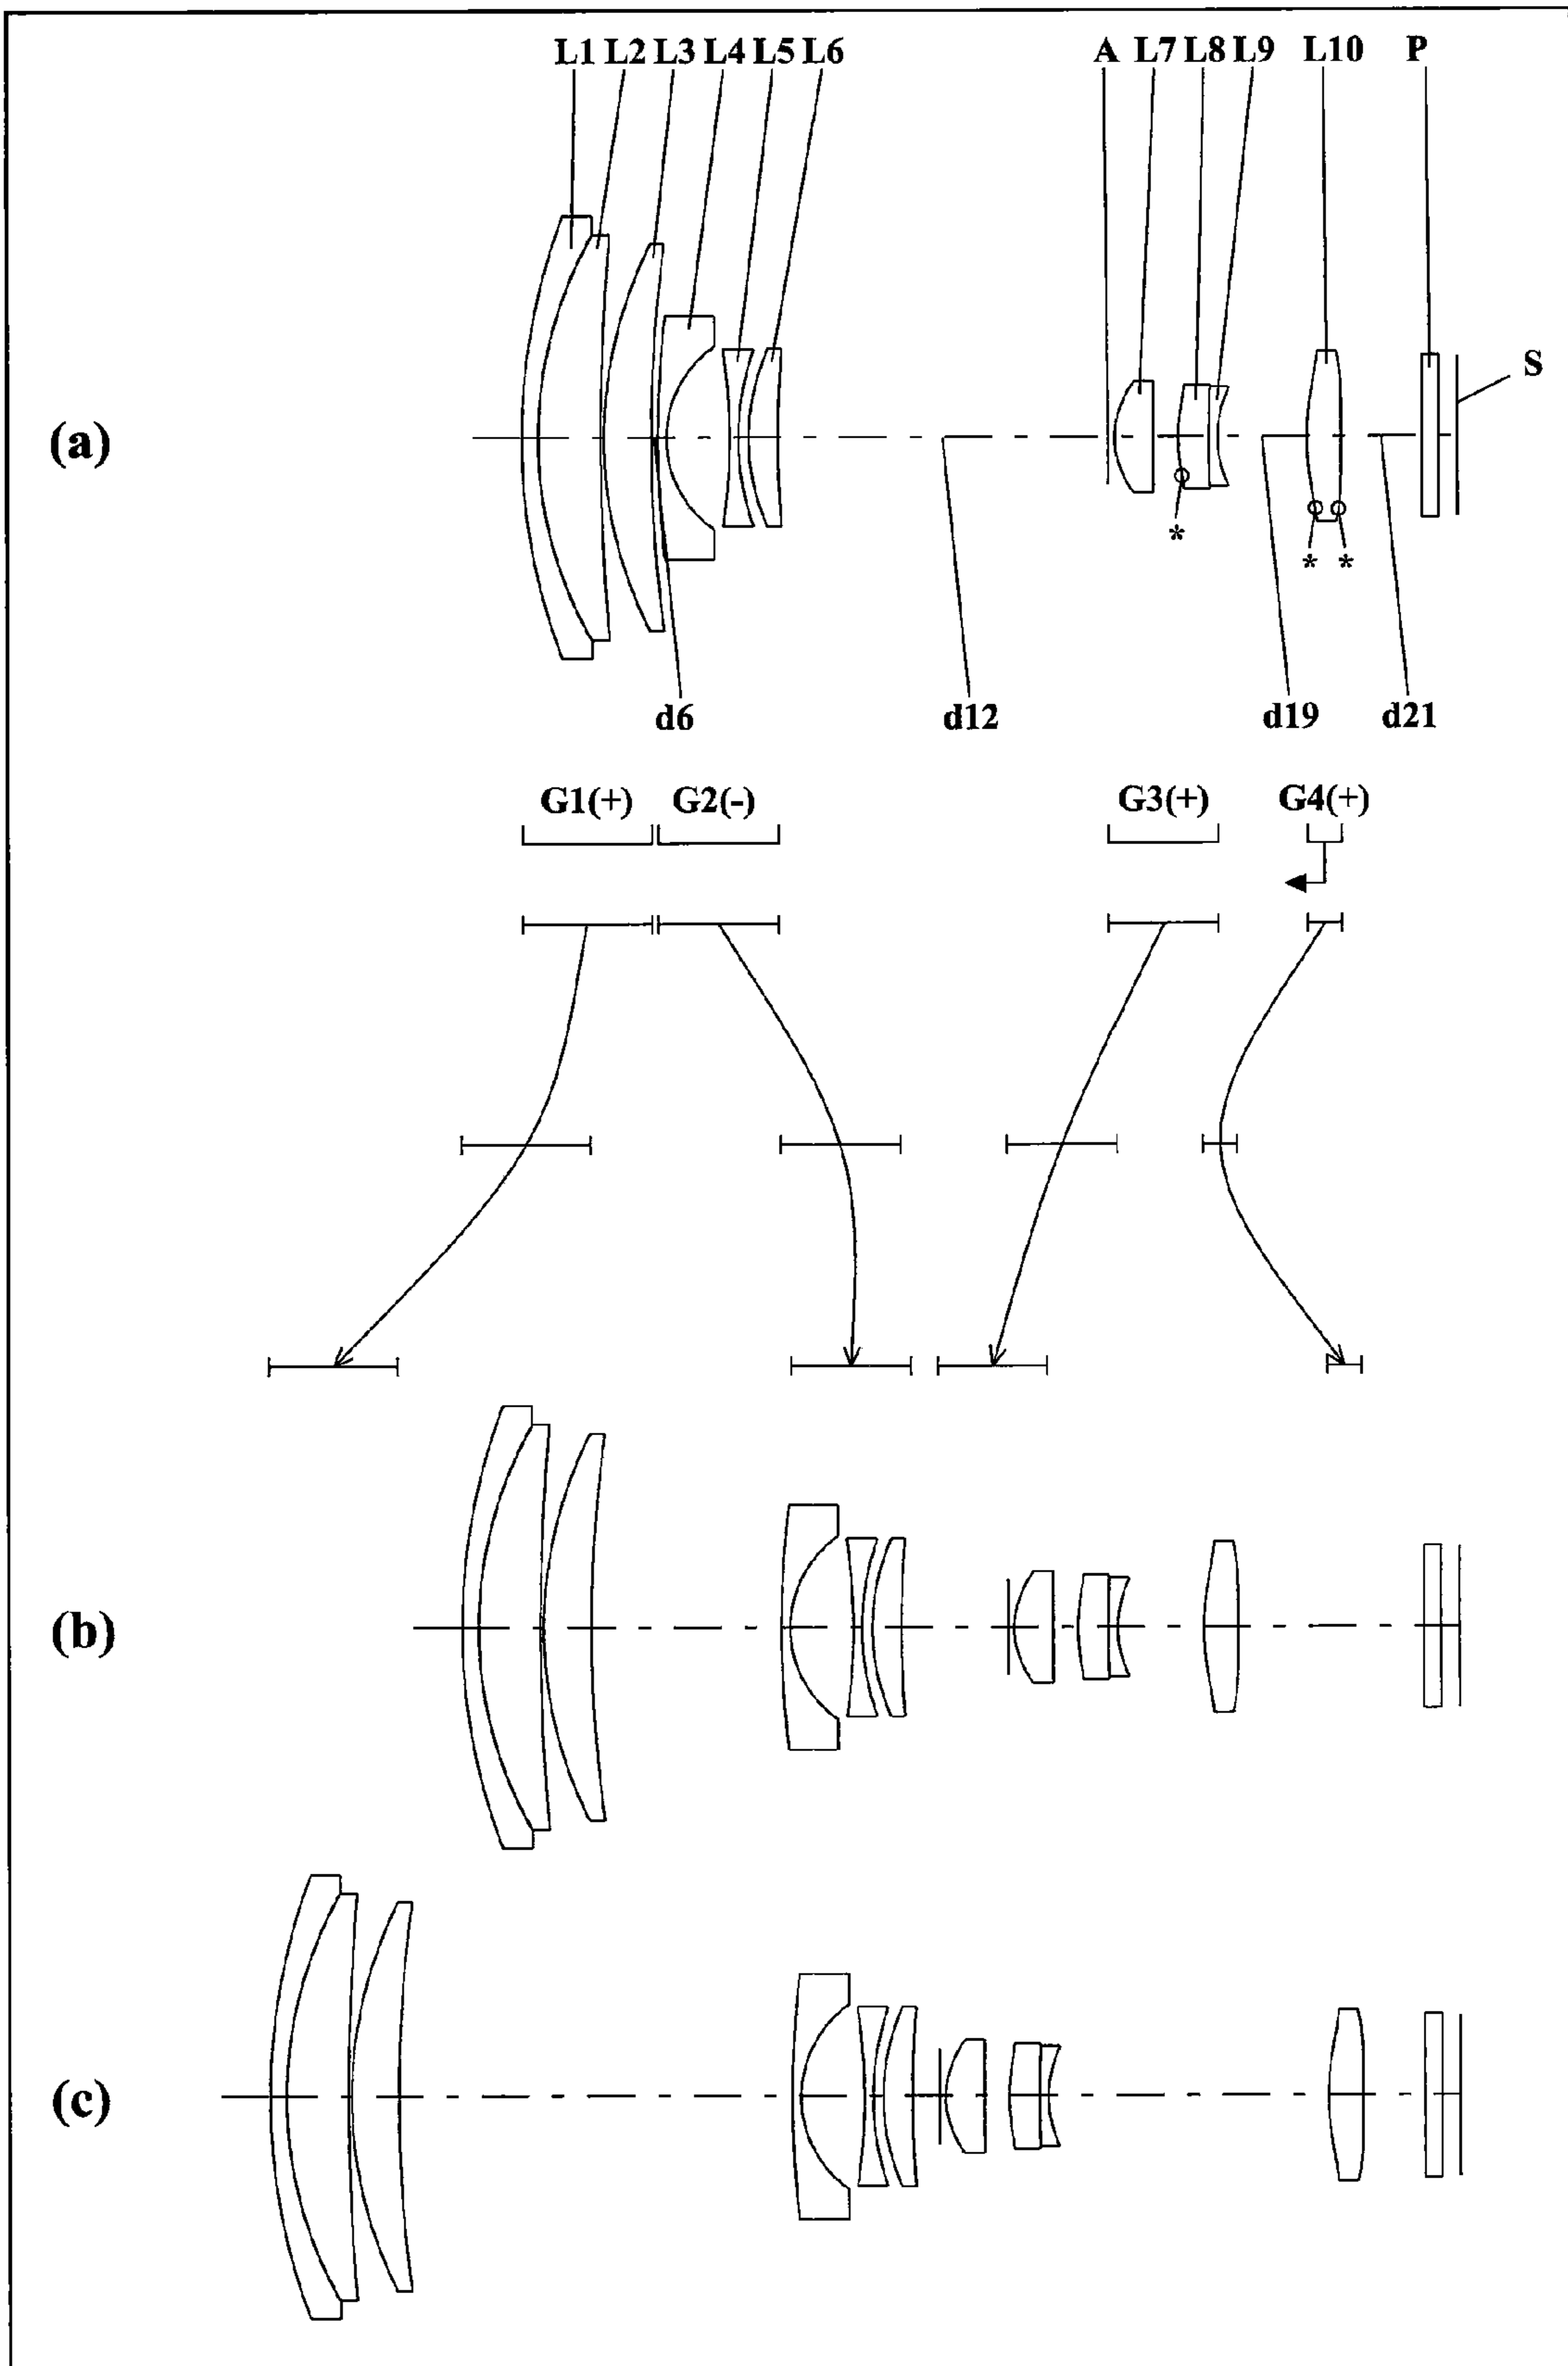 L1 L2 L3 L4 L5 L6 A L7 L8 L9 L10 P
S
(a)
*
* *
d6 d12 d19 d21
G1(+) G2(-) G3(+) G4(+)
(b)
(c)